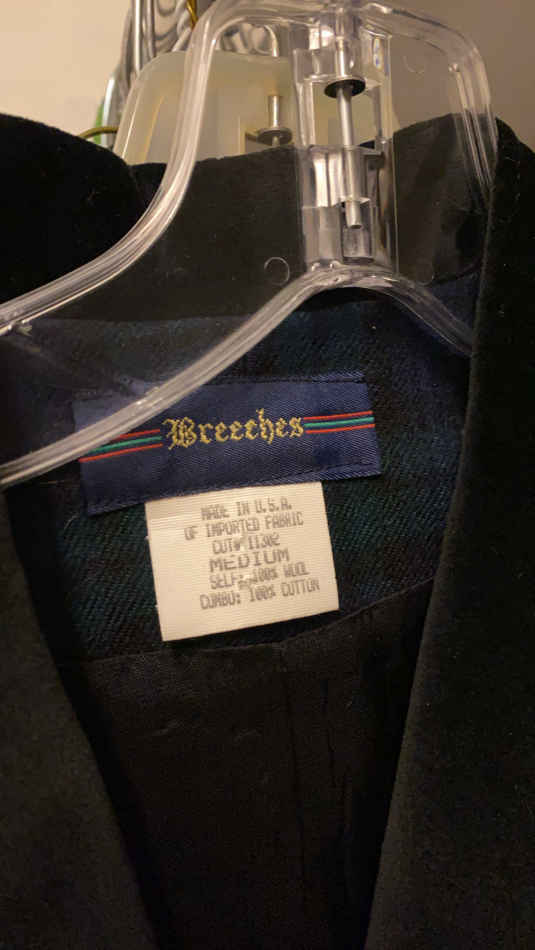 Breeches
MADE IN U.S.A.
OF IMPORTED FABRIC
CUT# 11302
MEDIUM
SELF: 100% WOOL
COMBO: 100% COTTON